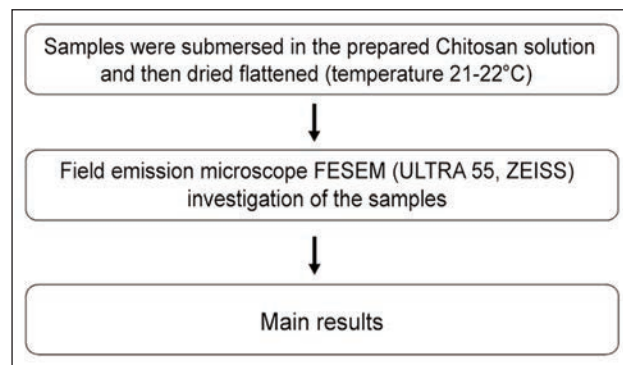 Samples were submersed in the prepared Chitosan solution
and then dried flattened (temperature 21-22°C)
Field emission microscope FESEM (ULTRA 55, ZEISS)
investigation of the samples
Main results